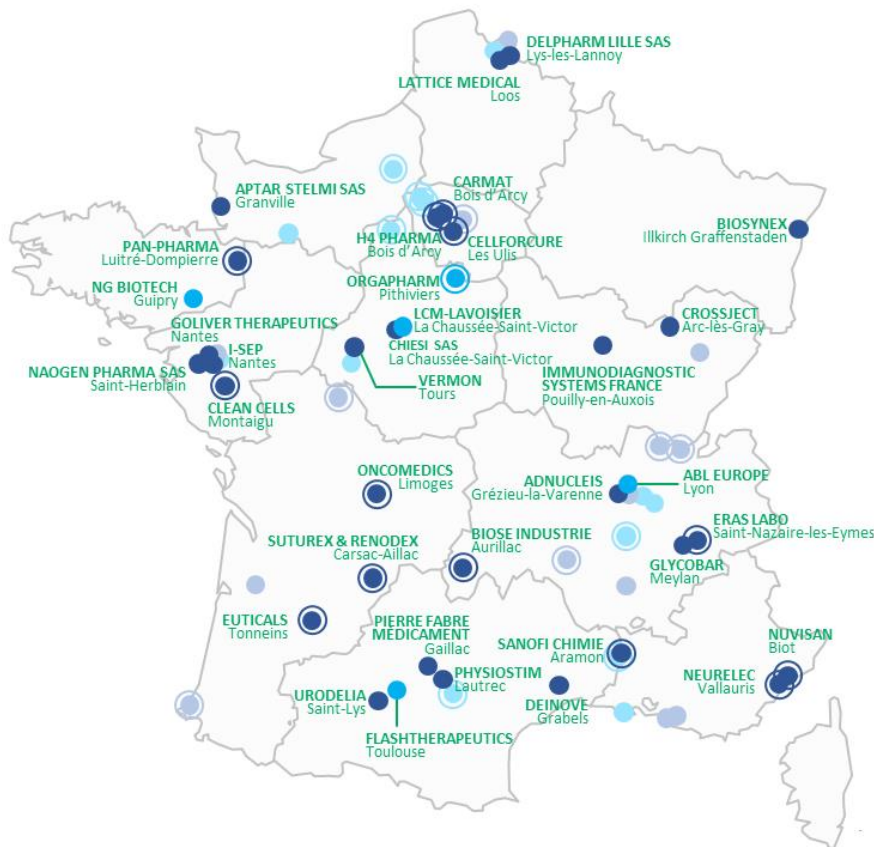 DELPHARM LILLE SAS
Lys-les-Lannoy
LATTICE MEDICAL
Loos
APTAR STELMI SAS
Granville
CARMAT
Bois d’Arcy
BIOSYNEX
Illkirch Graffenstaden
PAN-PHARMA
Luitré-Dompierre
H4 PHARMA
Bois d’Arcy
CELLFORCURE
Les Ulis
NG BIOTECH
Guipry
ORGAPHARM
Pithiviers
LCM-LAVOISIER
La Chaussée-Saint-Victor
CROSSJECT
Arc-lès-Gray
GOLIVER THERAPEUTICS
Nantes
I-SEP
Nantes
CHIESI SAS
La Chaussée-Saint-Victor
NAOGEN PHARMA SAS
Saint-Herblain
VERMON
Tours
IMMUNODIAGNOSTIC
SYSTEMS FRANCE
Pouilly-en-Auxois
CLEAN CELLS
Montaigu
ONCOMEDICS
Limoges
ADNUCLEIS
Grézieu-la-Varenne
ABL EUROPE
Lyon
SUTUREX & RENODEX
Carsac-Aillac
BIOSE INDUSTRIE
Aurillac
ERAS LABO
Saint-Nazaire-les-Eymes
GLYCOBAR
Meylan
EUTICALS
Tonneins
PIERRE FABRE
MÉDICAMENT
Gaillac
SANOFI CHIMIE
Aramon
NUVISAN
Biot
PHYSIOSTIM
Lautrec
NEURELEC
Vallauris
URODELIA
Saint-Lys
DEINOVE
Grabels
FLASHTHERAPEUTICS
Toulouse